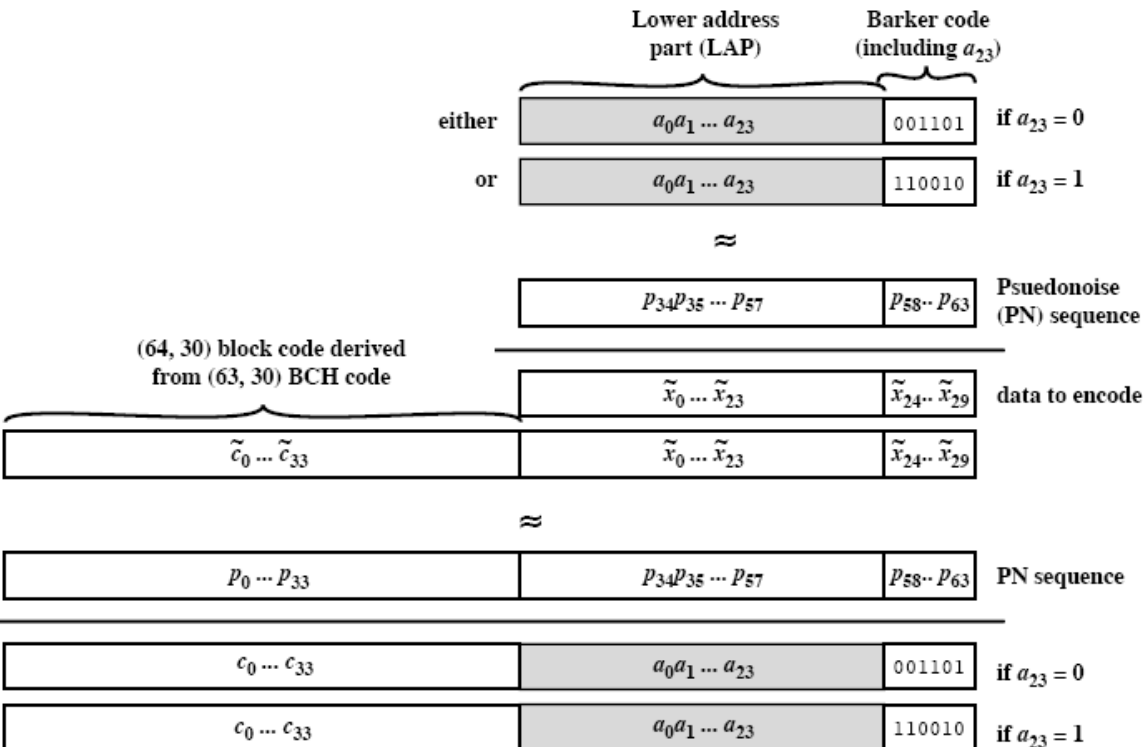 Lower address
part (LAP)
Barker code
(including a₂₃)
either a₀a₁ ... a₂₃ 001101 if a₂₃ = 0
or a₀a₁ ... a₂₃ 110010 if a₂₃ = 1
≈
p₃₄p₃₅ ... p₅₇ p₅₈.. p₆₃ Psuedonoise
(PN) sequence
(64, 30) block code derived
from (63, 30) BCH code
x̃₀ ... x̃₂₃ x̃₂₄.. x̃₂₉ data to encode
c̃₀ ... c̃₃₃ x̃₀ ... x̃₂₃ x̃₂₄.. x̃₂₉
≈
p₀ ... p₃₃ p₃₄p₃₅ ... p₅₇ p₅₈.. p₆₃ PN sequence
c₀ ... c₃₃ a₀a₁ ... a₂₃ 001101 if a₂₃ = 0
c₀ ... c₃₃ a₀a₁ ... a₂₃ 110010 if a₂₃ = 1